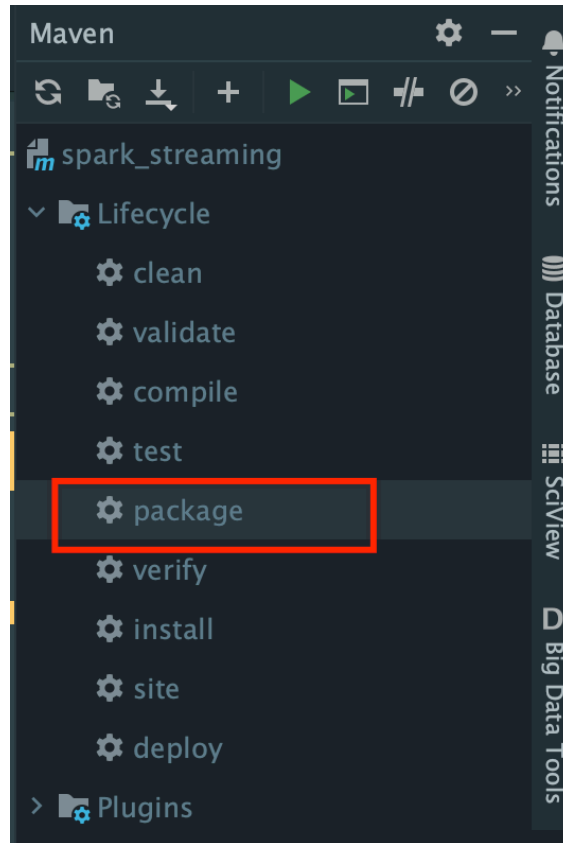 Maven
spark_streaming
Lifecycle
clean
validate
compile
test
package
verify
install
site
deploy
Plugins
Notifications
Database
SciView
D Big Data Tools